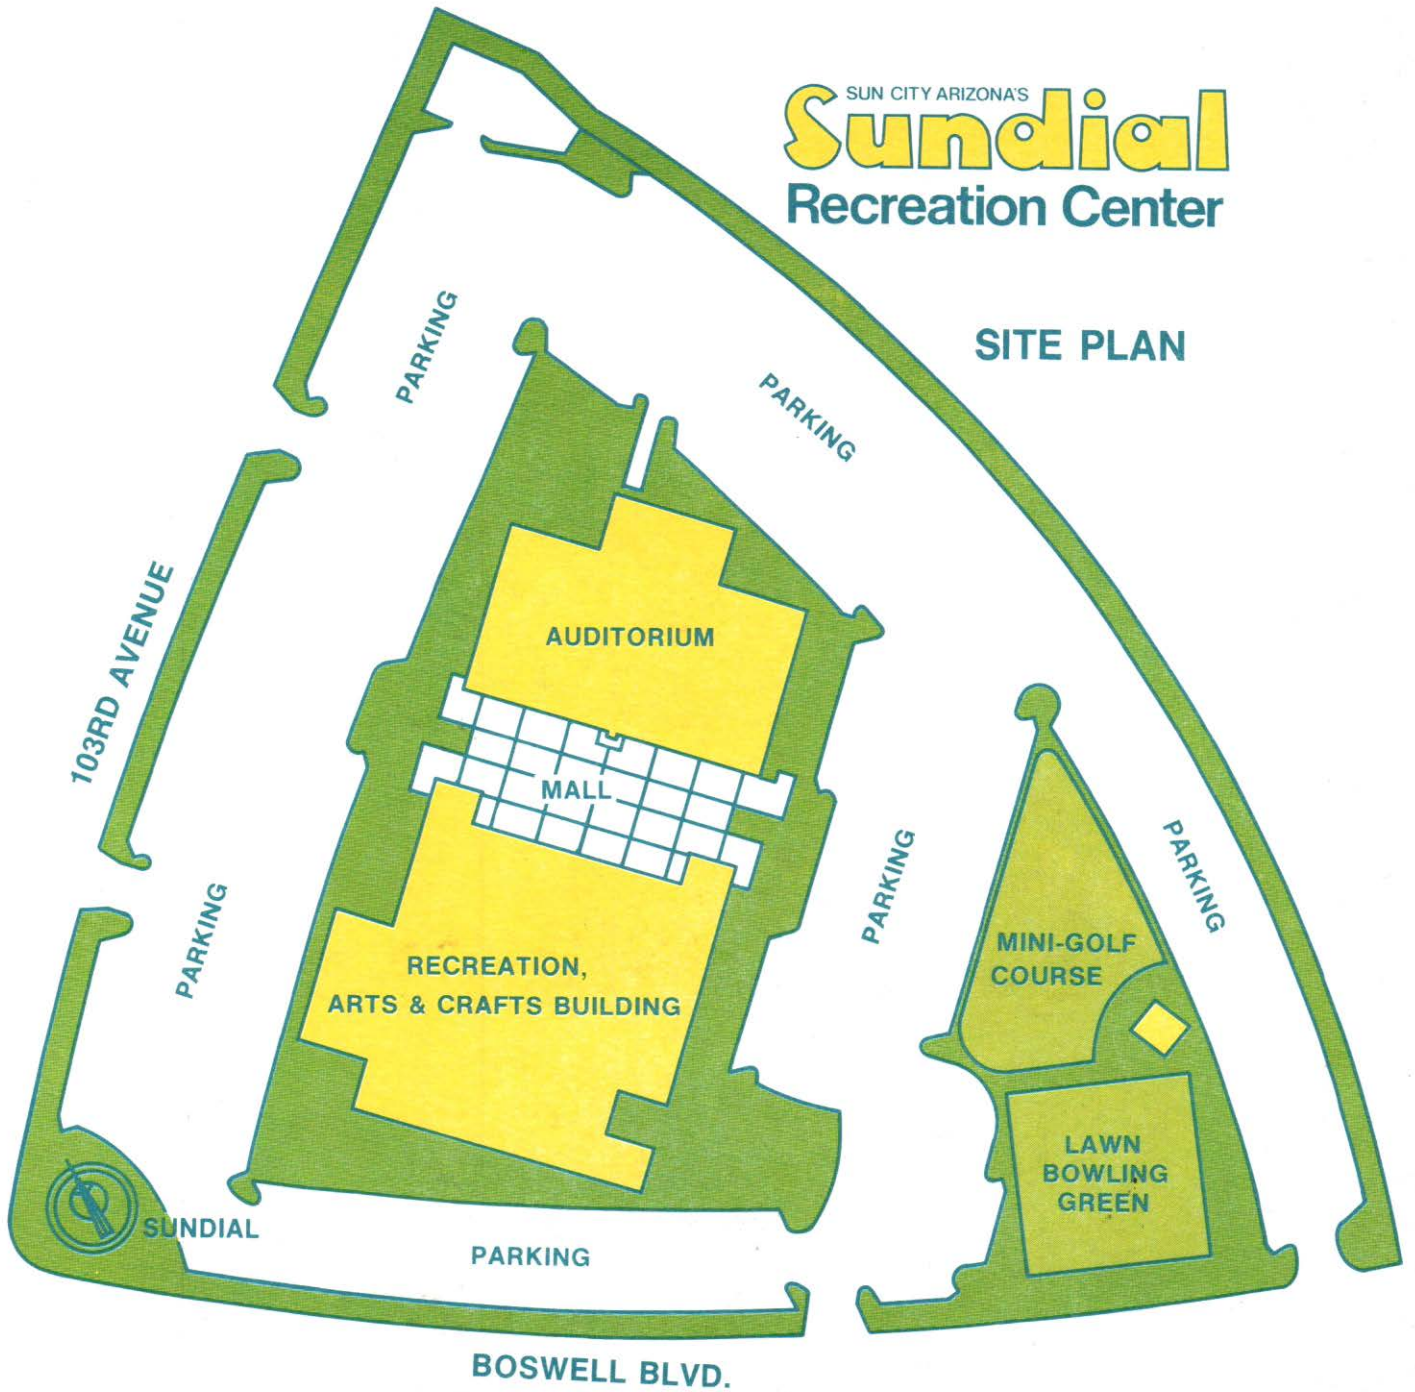 SUN CITY ARIZONA'S
Sundial
Recreation Center
SITE PLAN
PARKING
PARKING
103RD AVENUE
AUDITORIUM
MALL
PARKING
PARKING
PARKING
MINI-GOLF
COURSE
RECREATION,
ARTS & CRAFTS BUILDING
LAWN
BOWLING
GREEN
SUNDIAL
PARKING
BOSWELL BLVD.